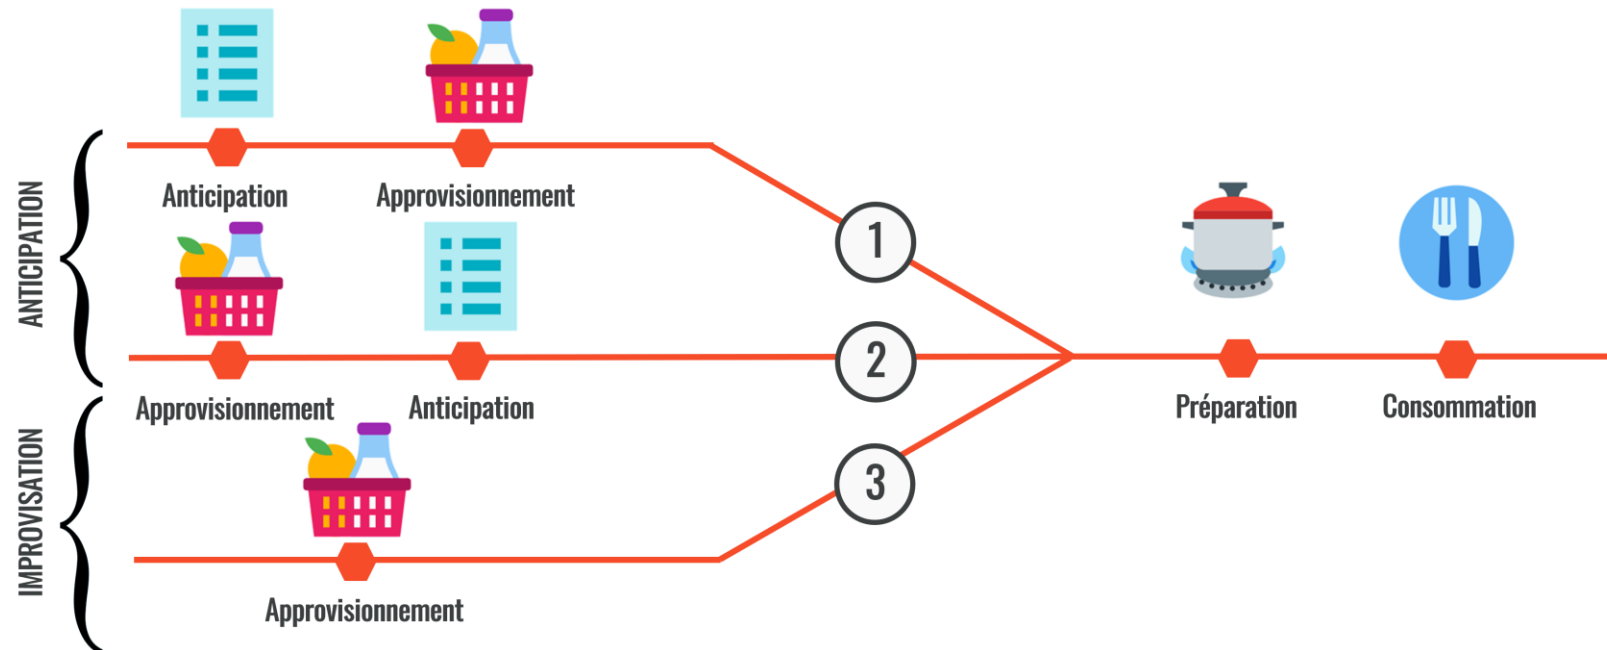 ANTICIPATION
Anticipation
Approvisionnement
1
Approvisionnement
Anticipation
2
Préparation
Consommation
IMPROVISATION
3
Approvisionnement